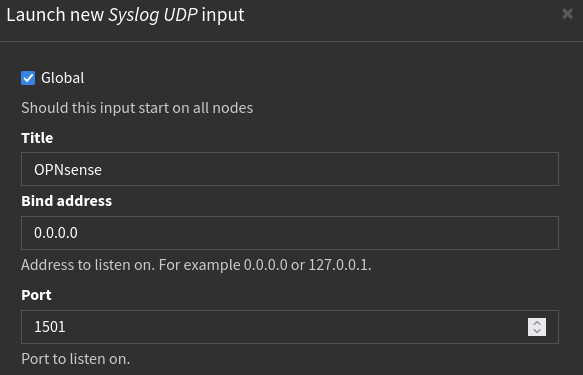 Launch new Syslog UDP input
×
Global
Should this input start on all nodes
Title
OPNsense
Bind address
0.0.0.0
Address to listen on. For example 0.0.0.0 or 127.0.0.1.
Port
1501
Port to listen on.